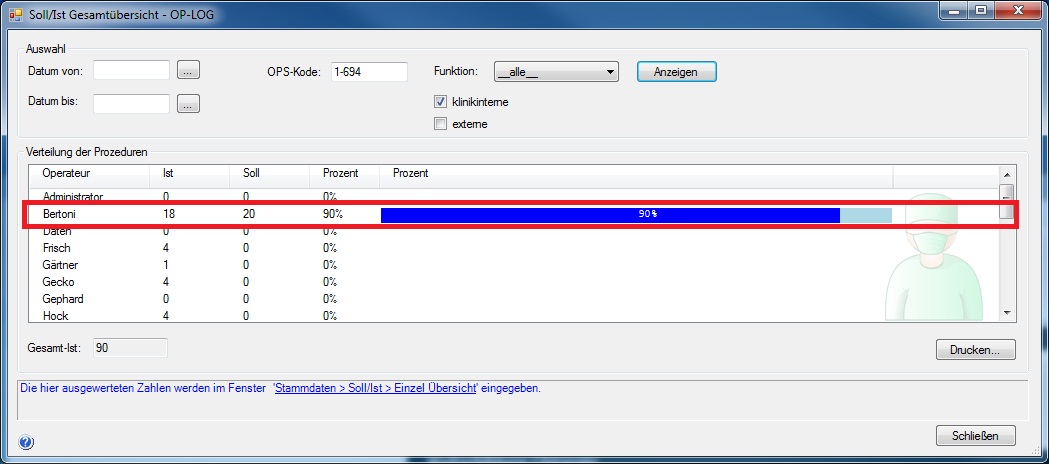 Soll/Ist Gesamtübersicht - OP-LOG
Auswahl
Datum von: ... OPS-Kode: 1-694 Funktion: __alle__ Anzeigen
Datum bis: ... klinikinterne
externe
Verteilung der Prozeduren
Operateur Ist Soll Prozent Prozent
Administrator 0 0 0%
Bertoni 18 20 90% 90%
Daten 0 0 0%
Frisch 4 0 0%
Gärtner 1 0 0%
Gecko 4 0 0%
Gephard 0 0 0%
Hock 4 0 0%
Gesamt-Ist: 90 Drucken...
Die hier ausgewerteten Zahlen werden im Fenster 'Stammdaten > Soll/Ist > Einzel Übersicht' eingegeben.
? Schließen